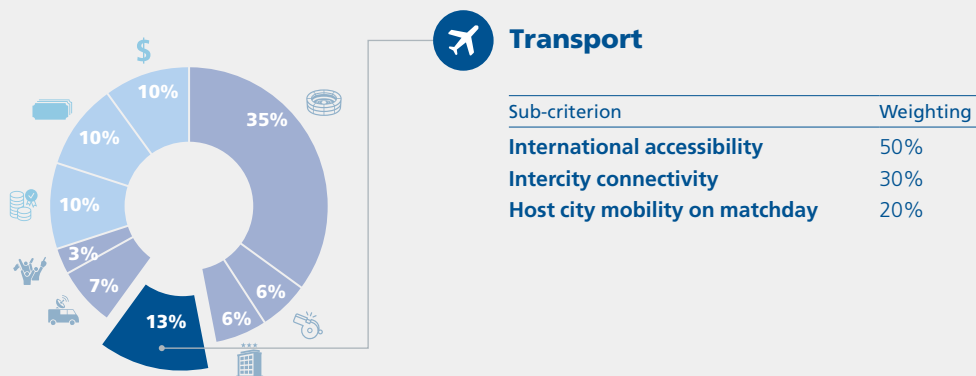 Transport
$
10%
35%
10%
10%
3%
7%
13%
6%
6%
Sub-criterion Weighting
International accessibility 50%
Intercity connectivity 30%
Host city mobility on matchday 20%